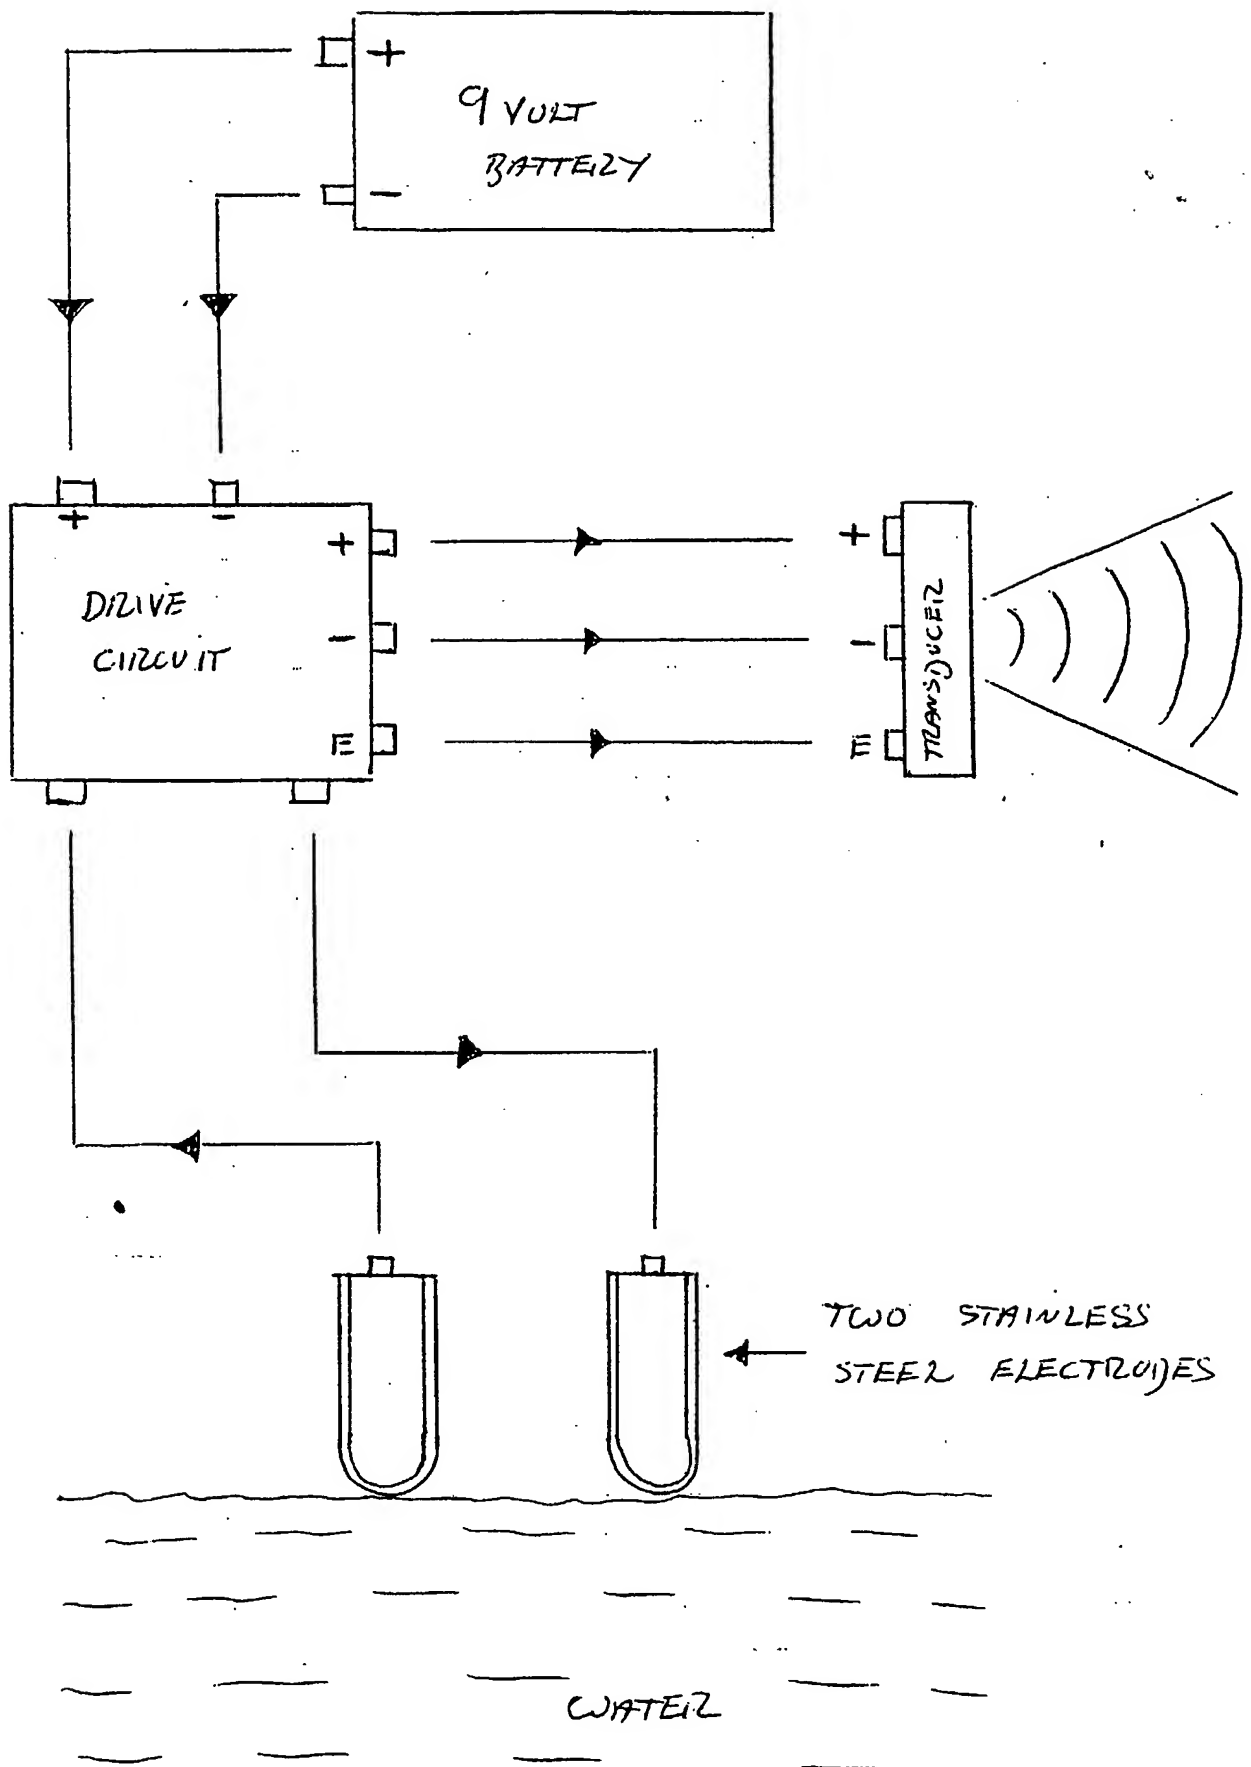 +
9 VOLT
BATTERY
-
+ -
DRIVE
CIRCUIT
+
-
E
+
-
E
TRANSDUCER
TWO STAINLESS
STEEL ELECTRODES
WATER